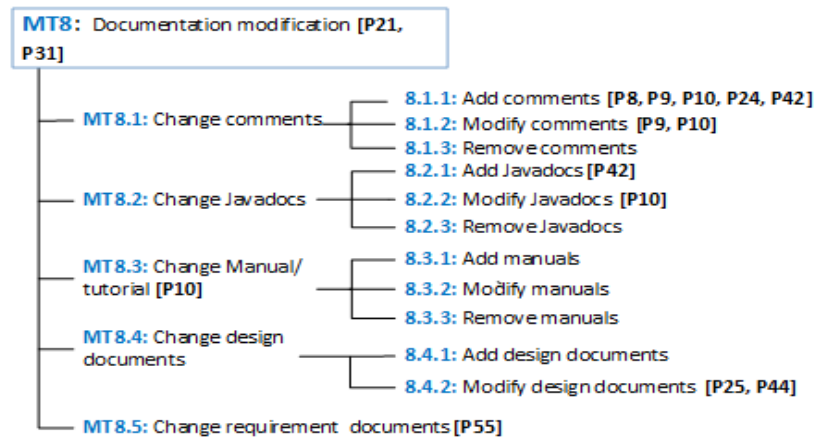 MT8: Documentation modification [P21,
P31]
MT8.1: Change comments
8.1.1: Add comments [P8, P9, P10, P24, P42]
8.1.2: Modify comments [P9, P10]
8.1.3: Remove comments
MT8.2: Change Javadocs
8.2.1: Add Javadocs [P42]
8.2.2: Modify Javadocs [P10]
8.2.3: Remove Javadocs
MT8.3: Change Manual/
tutorial [P10]
8.3.1: Add manuals
8.3.2: Modify manuals
8.3.3: Remove manuals
MT8.4: Change design
documents
8.4.1: Add design documents
8.4.2: Modify design documents [P25, P44]
MT8.5: Change requirement documents [P55]